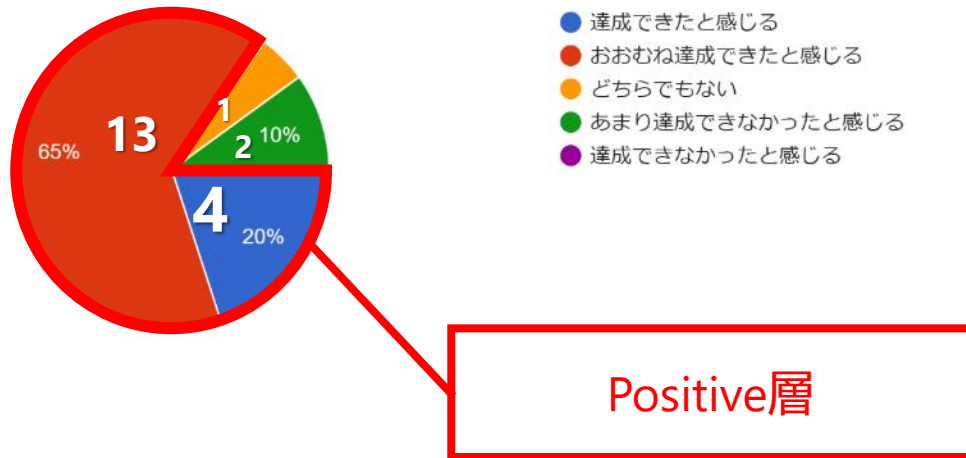 達成できたと感じる
おおむね達成できたと感じる
どちらでもない
あまり達成できなかったと感じる
達成できなかったと感じる
65%
13
1
2
10%
4
20%
Positive層